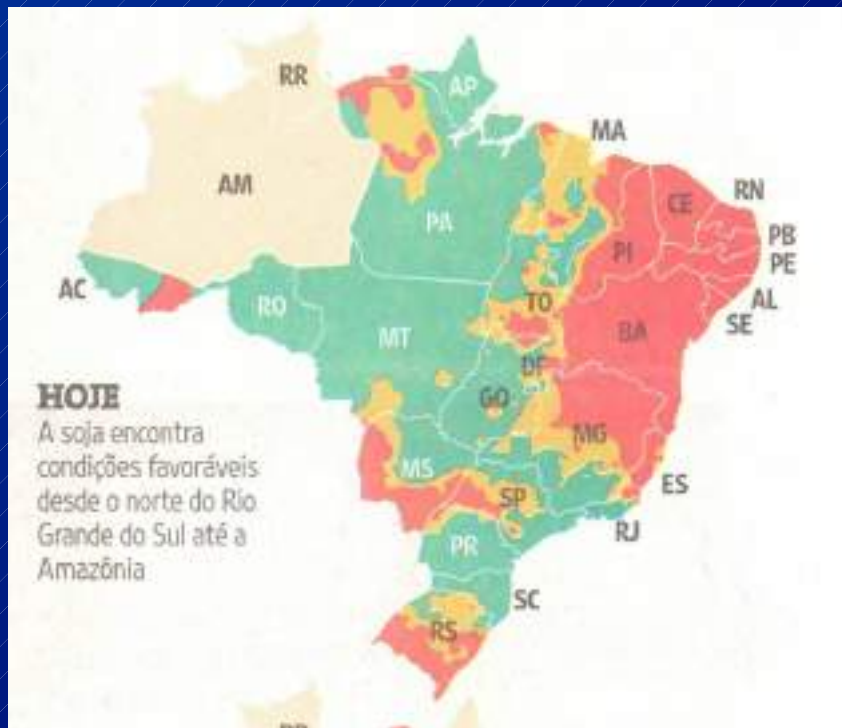 RR
AP
MA
AM
CE
RN
PA
PB
PI
PE
AC
TO
AL
RO
SE
BA
MT
DF
HOJE
GO
A soja encontra
MG
condições favoráveis
MS
desde o norte do Rio
SP
ES
Grande do Sul até a
RJ
Amazônia
PR
SC
RS